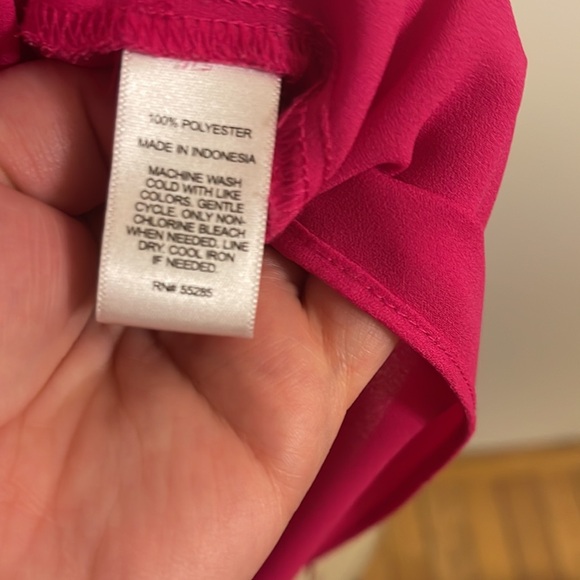 100% POLYESTER
MADE IN INDONESIA
MACHINE WASH
COLD WITH LIKE
COLORS. GENTLE
CYCLE. ONLY NON-
CHLORINE BLEACH
WHEN NEEDED. LINE
DRY. COOL IRON
IF NEEDED.
RN# 55285